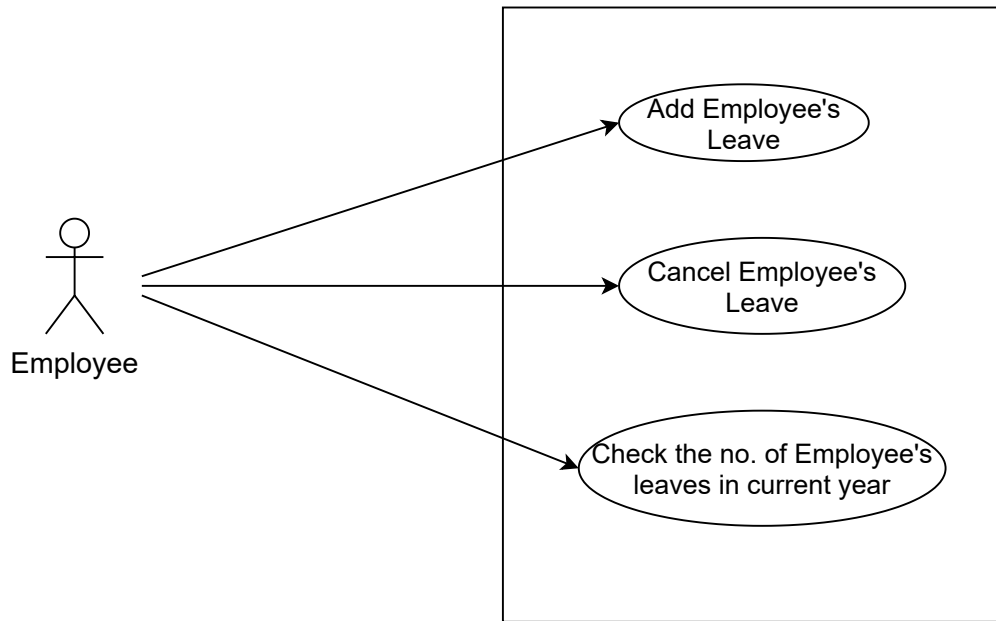 Add Employee's
Leave
Cancel Employee's
Leave
Employee
Check the no. of Employee's
leaves in current year